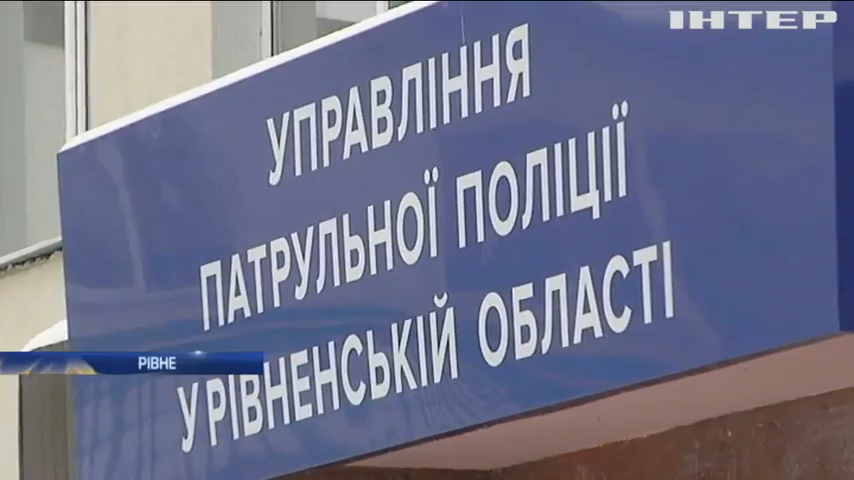 ІНТЕР
УПРАВЛІННЯ
ПАТРУЛЬНОЇ ПОЛІЦІЇ
У РІВНЕНСЬКІЙ ОБЛАСТІ
РІВНЕ